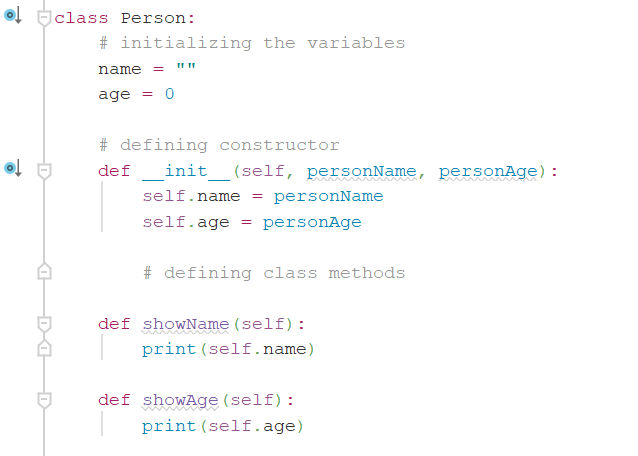 class Person:
    # initializing the variables
    name = ""
    age = 0

    # defining constructor
    def __init__(self, personName, personAge):
        self.name = personName
        self.age = personAge

        # defining class methods

    def showName(self):
        print(self.name)

    def showAge(self):
        print(self.age)